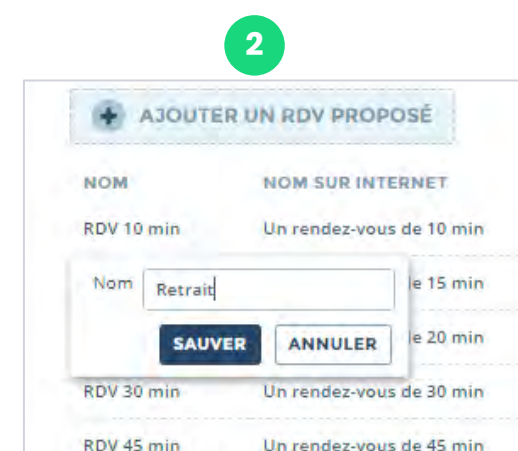 2
AJOUTER UN RDV PROPOSÉ
NOM NOM SUR INTERNET
RDV 10 min Un rendez-vous de 10 min
Nom Retrait de 15 min
SAUVER ANNULER de 20 min
RDV 30 min Un rendez-vous de 30 min
RDV 45 min Un rendez-vous de 45 min